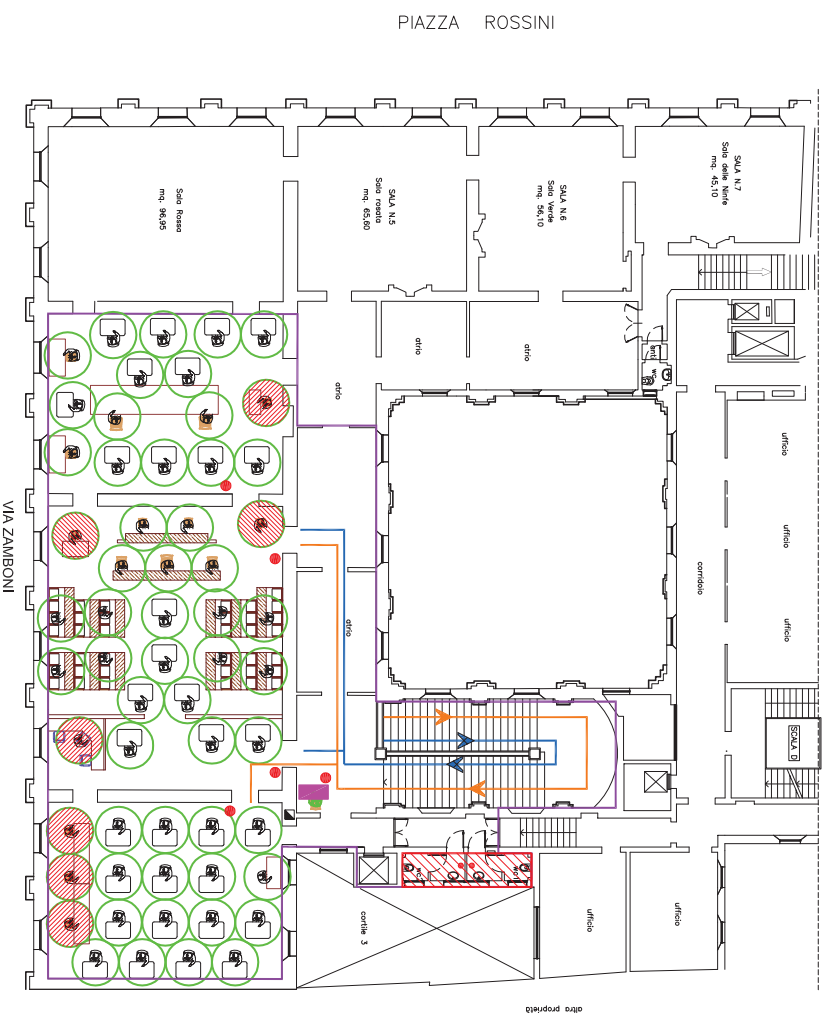 PIAZZA ROSSINI
Sala Rossa
mq. 96,95
SALA N.5
Sala rosata
mq. 65,60
SALA N.6
Sala Verde
mq. 56,10
SALA N.7
Sala delle Ninfe
mq. 45,10
atrio
atrio
atrio
wc
ufficio
ufficio
ufficio
corridoio
VIA ZAMBONI
atrio
SCALA D
cortile 3
ufficio
ufficio
altra proprietà